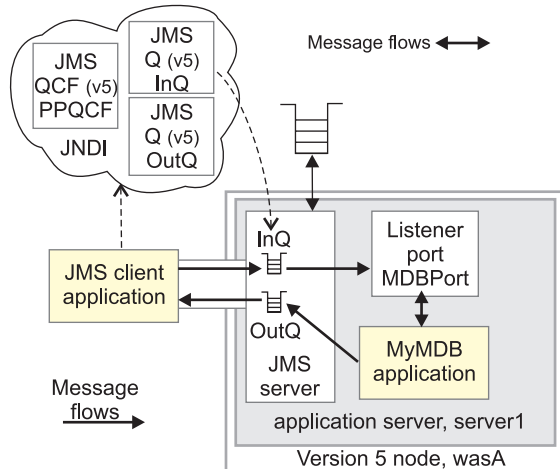 Message flows
JMS
QCF (v5)
PPQCF
JMS
Q (v5)
InQ
JMS
Q (v5)
OutQ
JNDI
JMS client
application
InQ
OutQ
JMS
server
Listener
port
MDBPort
MyMDB
application
Message
flows
application server, server1
Version 5 node, wasA